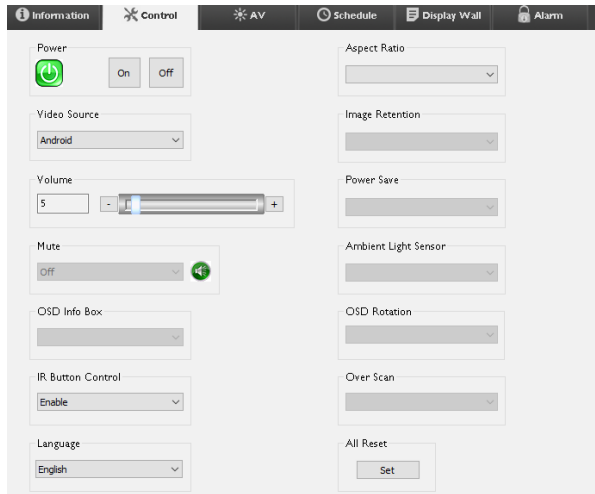 Information Control AV Schedule Display Wall Alarm
Power
On Off
Aspect Ratio
Video Source
Android
Image Retention
Volume
5 - +
Power Save
Mute
Off
Ambient Light Sensor
OSD Info Box
OSD Rotation
IR Button Control
Enable
Over Scan
Language
English
All Reset
Set